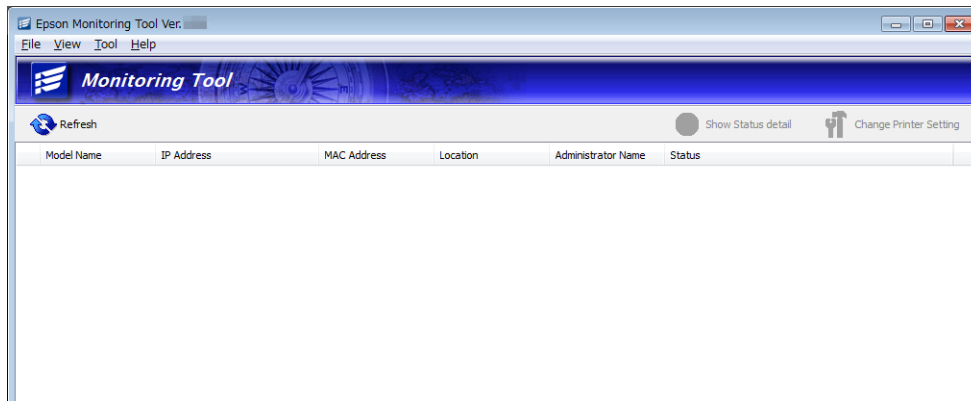 Epson Monitoring Tool Ver.
File View Tool Help
Monitoring Tool
Refresh Show Status detail Change Printer Setting
Model Name IP Address MAC Address Location Administrator Name Status